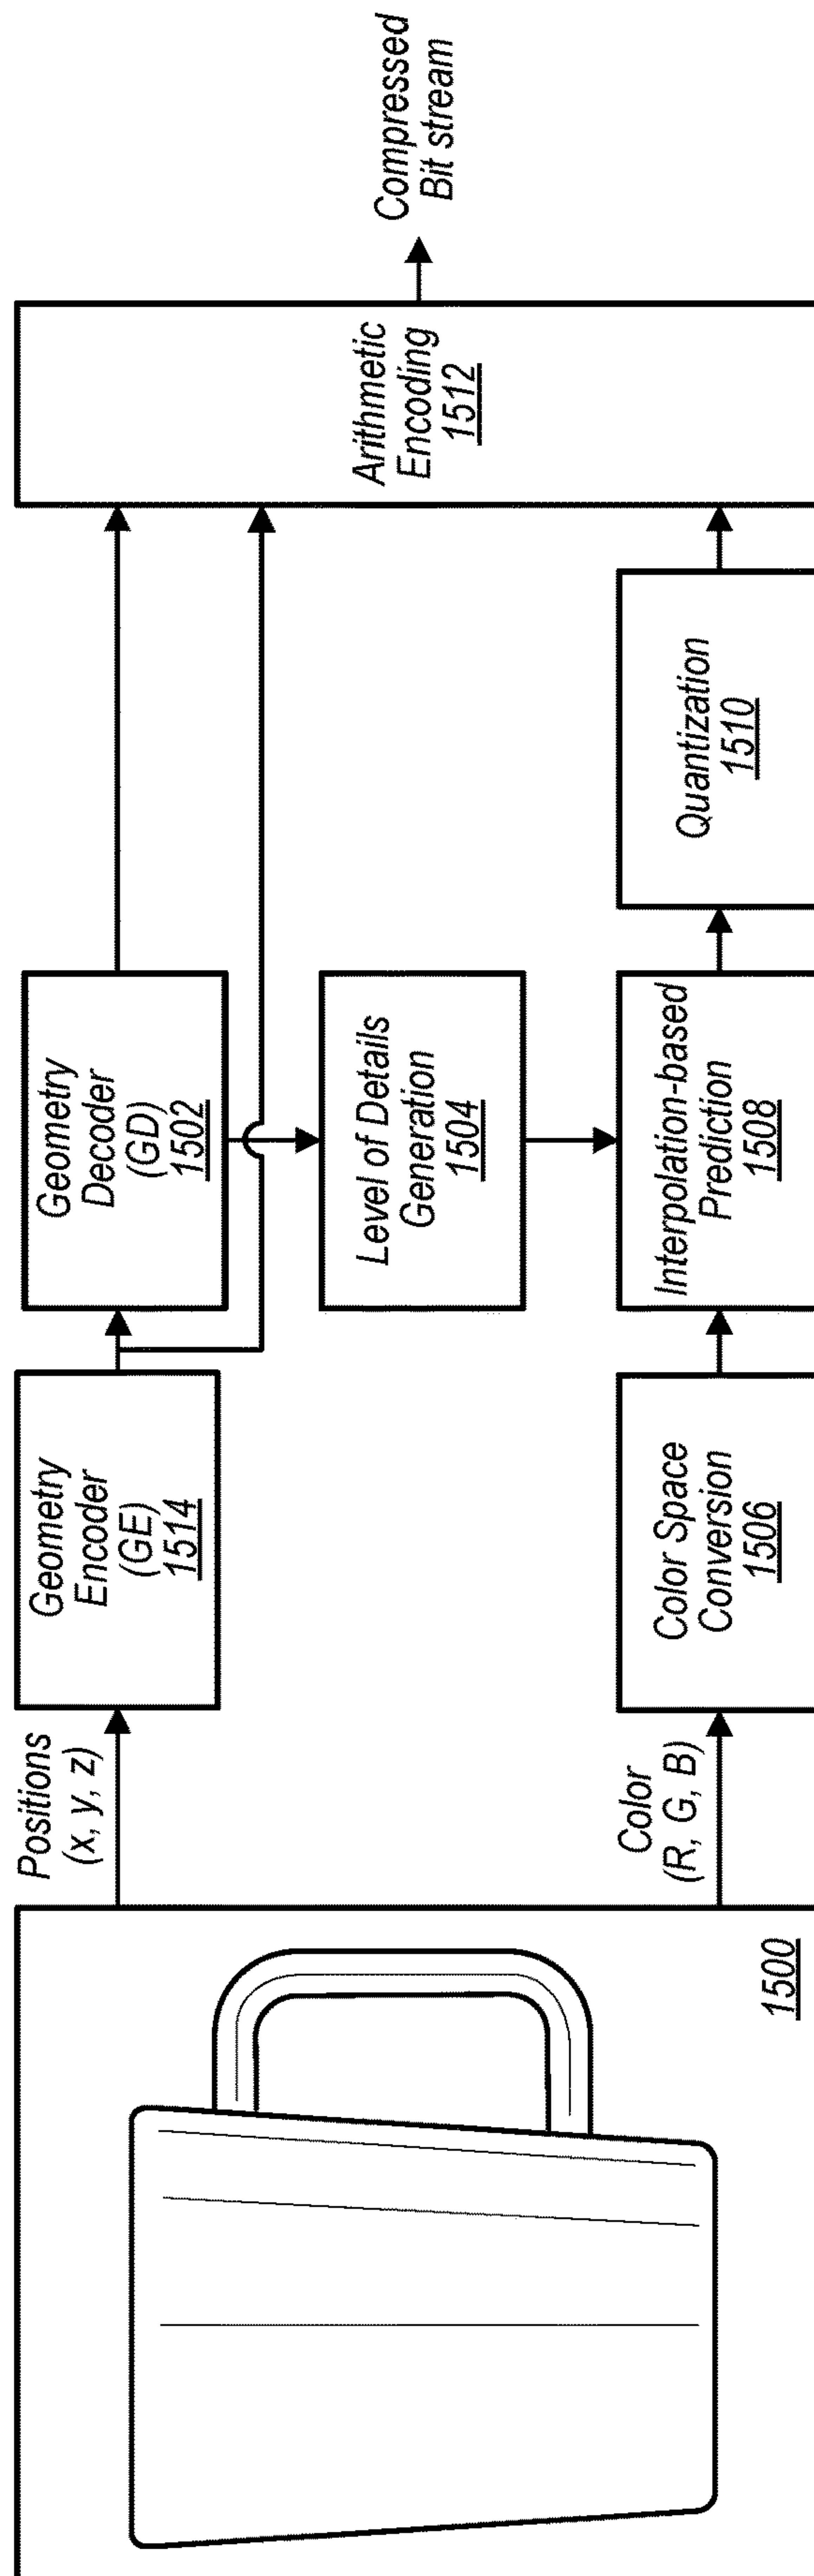 1500
Positions
(x, y, z)
Color
(R, G, B)
Geometry
Encoder
(GE)
1514
Color Space
Conversion
1506
Geometry
Decoder
(GD)
1502
Level of Details
Generation
1504
Interpolation-based
Prediction
1508
Quantization
1510
Arithmetic
Encoding
1512
Compressed
Bit stream